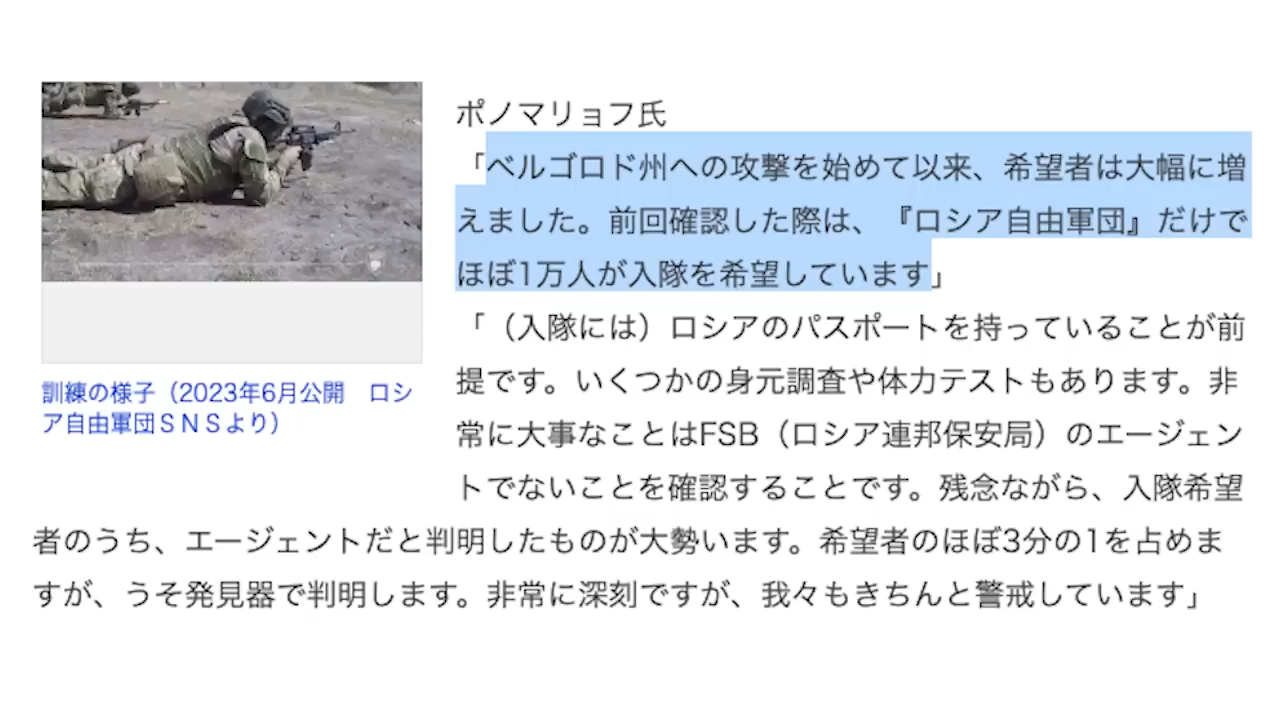 ポノマリョフ氏
「ベルゴロド州への攻撃を始めて以来、希望者は大幅に増
えました。前回確認した際は、『ロシア自由軍団』だけで
ほぼ1万人が入隊を希望しています」
「（入隊には）ロシアのパスポートを持っていることが前
提です。いくつかの身元調査や体力テストもあります。非
常に大事なことはFSB（ロシア連邦保安局）のエージェン
トでないことを確認することです。残念ながら、入隊希望
者のうち、エージェントだと判明したものが大勢います。希望者のほぼ3分の1を占めま
すが、うそ発見器で判明します。非常に深刻ですが、我々もきちんと警戒しています」
訓練の様子（2023年6月公開　ロシ
ア自由軍団ＳＮＳより）